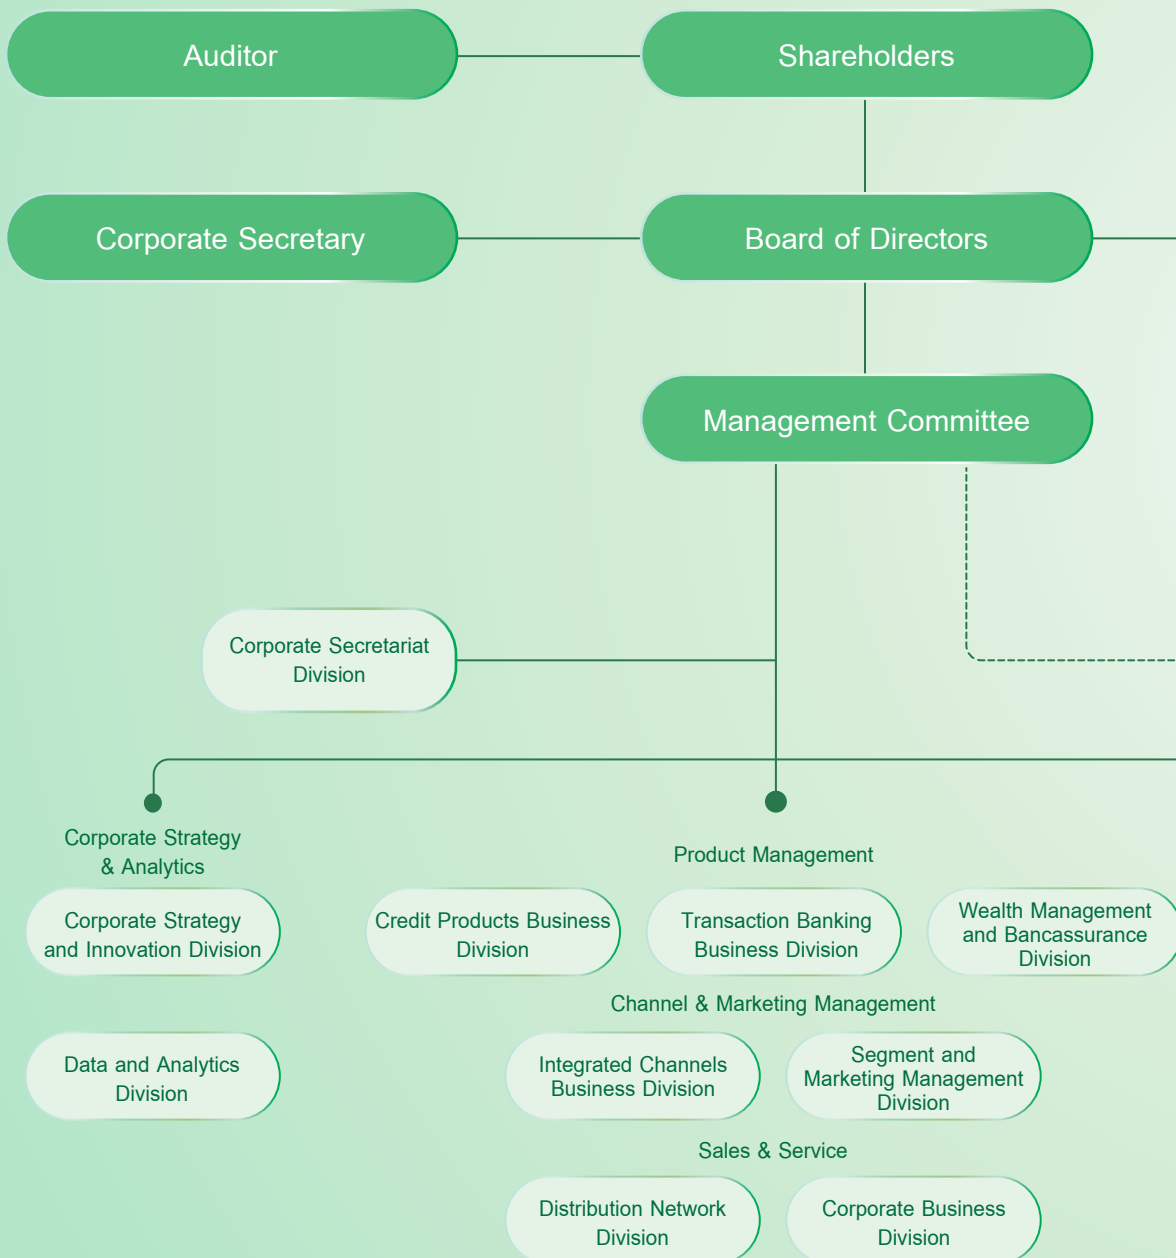 Auditor
Shareholders
Corporate Secretary
Board of Directors
Management Committee
Corporate Secretariat
Division
Corporate Strategy
& Analytics
Corporate Strategy
and Innovation Division
Data and Analytics
Division
Product Management
Credit Products Business
Division
Transaction Banking
Business Division
Wealth Management
and Bancassurance
Division
Channel & Marketing Management
Integrated Channels
Business Division
Segment and
Marketing Management
Division
Sales & Service
Distribution Network
Division
Corporate Business
Division